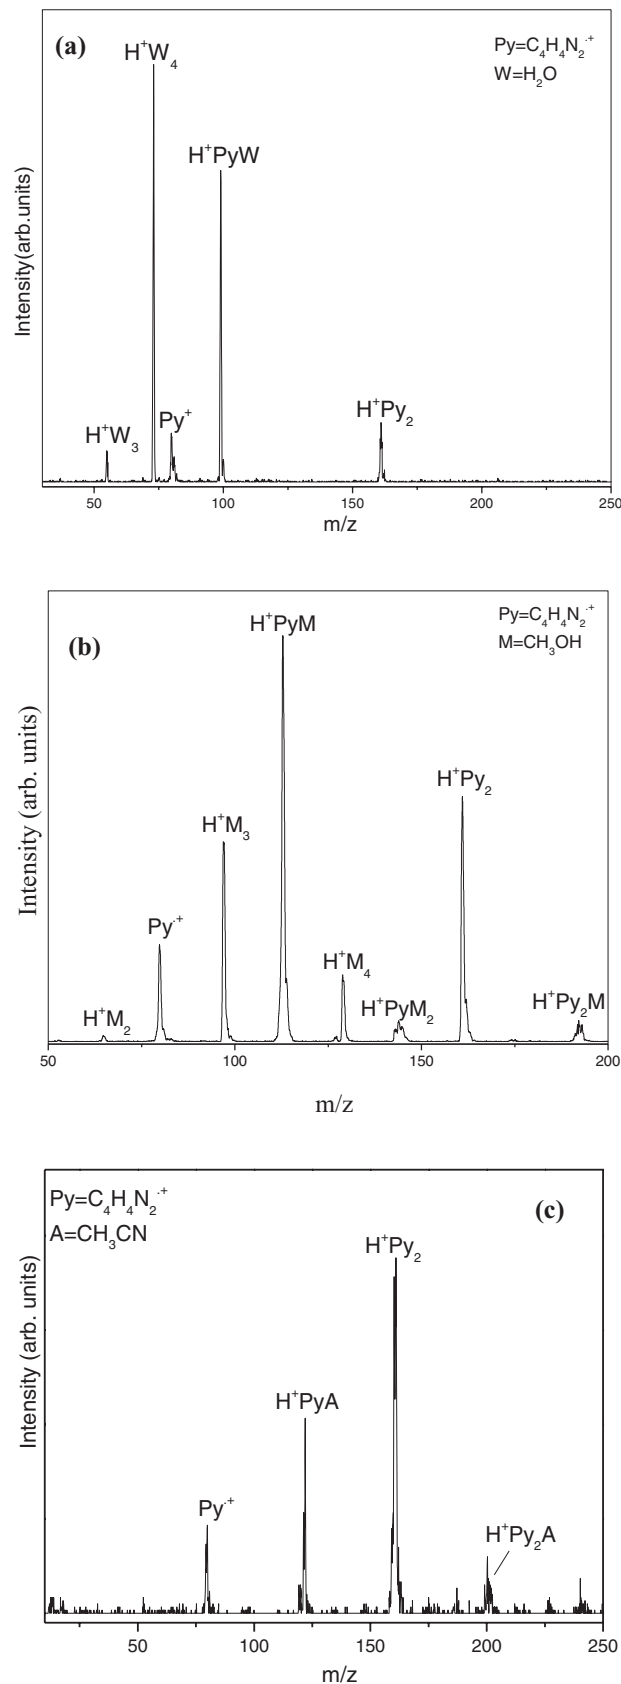 (a)
Py=C₄H₄N₂·⁺
W=H₂O
H⁺W₄
H⁺PyW
H⁺W₃
Py⁺
H⁺Py₂
Intensity(arb.units)
50 100 150 200 250
m/z
(b)
Py=C₄H₄N₂·⁺
M=CH₃OH
H⁺PyM
H⁺Py₂
H⁺M₃
Py·⁺
H⁺M₄
H⁺M₂
H⁺PyM₂
H⁺Py₂M
Intensity (arb. units)
50 100 150 200
m/z
Py=C₄H₄N₂·⁺
A=CH₃CN
(c)
H⁺Py₂
H⁺PyA
Py·⁺
H⁺Py₂A
Intensity (arb. units)
50 100 150 200 250
m/z